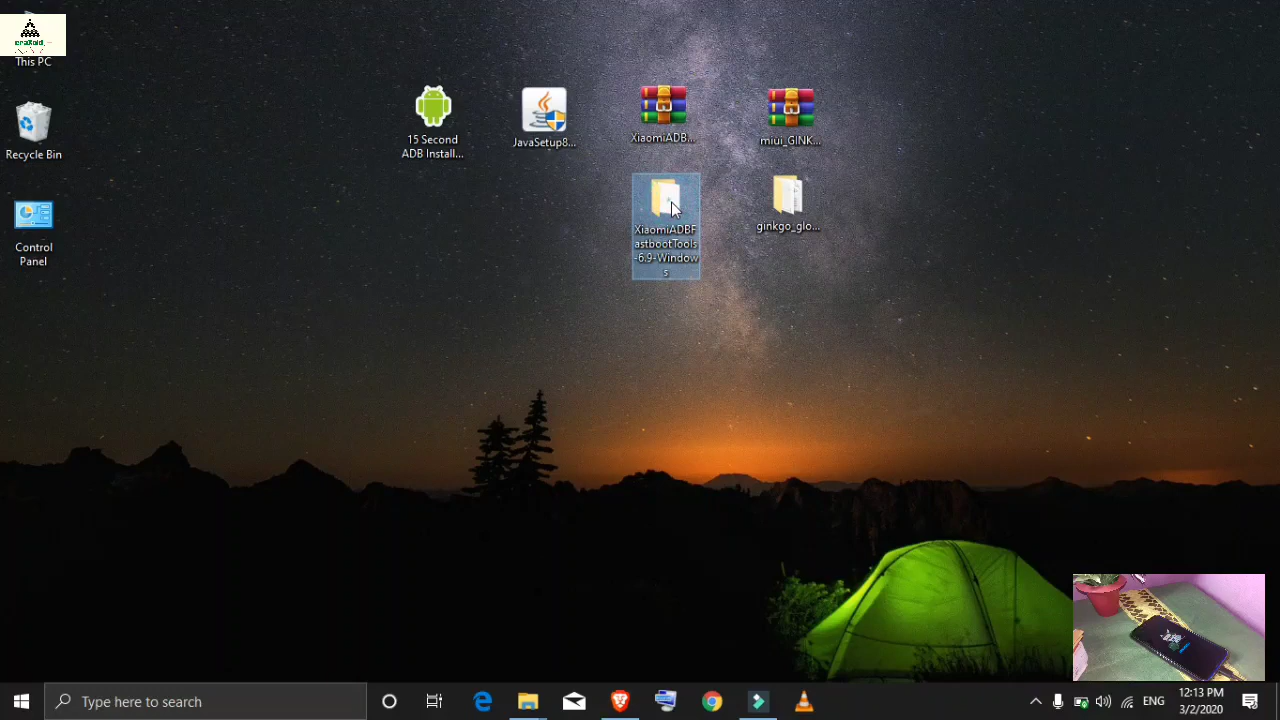 craXoid
This PC
Recycle Bin
Control
Panel
15 Second
ADB Install...
JavaSetup8...
XiaomiADB...
miui_GINK...
XiaomiADBF
astbootTools
-6.9-Window
s
ginkgo_glo...
Type here to search
ENG
12:13 PM
3/2/2020